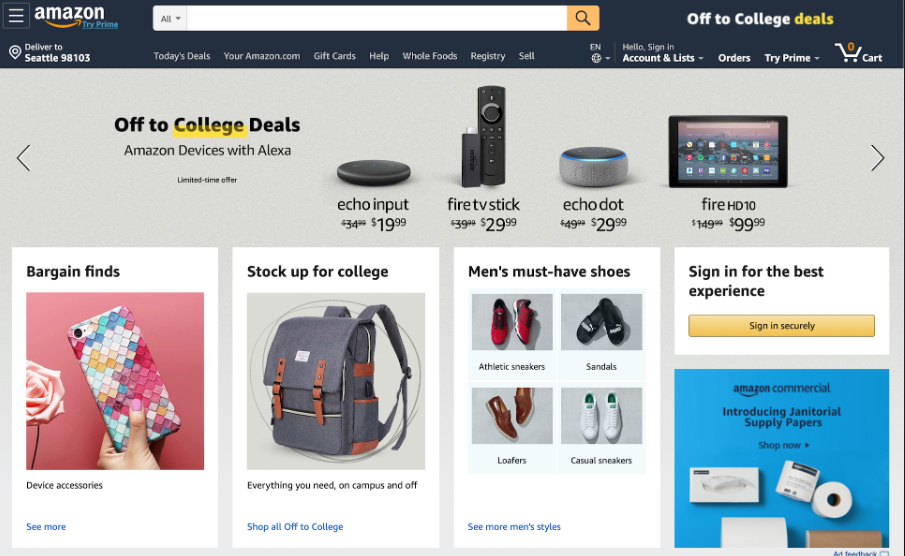 amazon
Try Prime
All
Off to College deals
Deliver to
Seattle 98103
Today's Deals
Your Amazon.com
Gift Cards
Help
Whole Foods
Registry
Sell
EN
Hello, Sign in
Account & Lists
Orders
Try Prime
0
Cart
Off to College Deals
Amazon Devices with Alexa
Limited-time offer
echo input
$34.99 $19.99
fire tv stick
$39.99 $29.99
echo dot
$49.99 $29.99
fire HD10
$149.99 $99.99
Bargain finds
Device accessories
See more
Stock up for college
Everything you need, on campus and off
Shop all Off to College
Men's must-have shoes
Athletic sneakers
Sandals
Loafers
Casual sneakers
See more men's styles
Sign in for the best
experience
Sign in securely
amazon commercial
Introducing Janitorial
Supply Papers
Shop now
Ad feedback